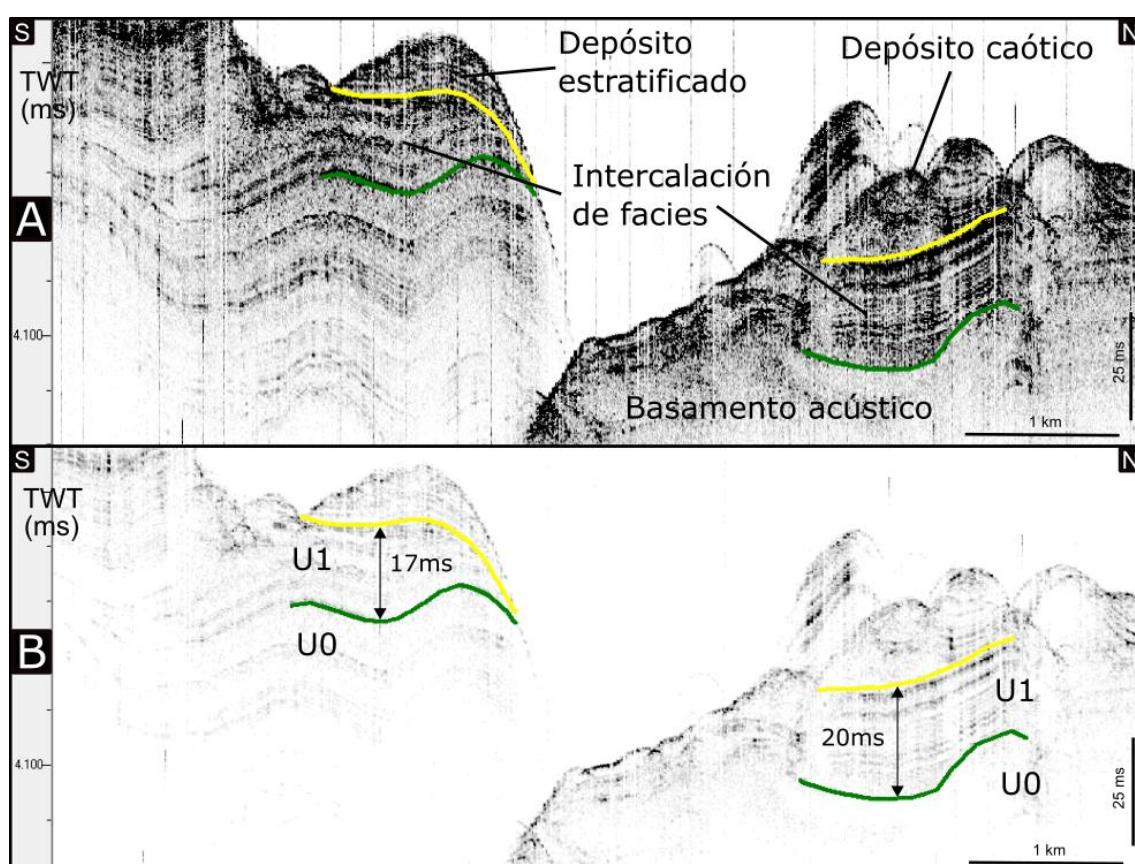 S
N
TWT
(ms)
Depósito
estratificado
Depósito caótico
Intercalación
de facies
A
4.100
Basamento acústico
25 ms
1 km
S
N
TWT
(ms)
U1
17ms
U0
B
U1
20ms
4.100
U0
25 ms
1 km